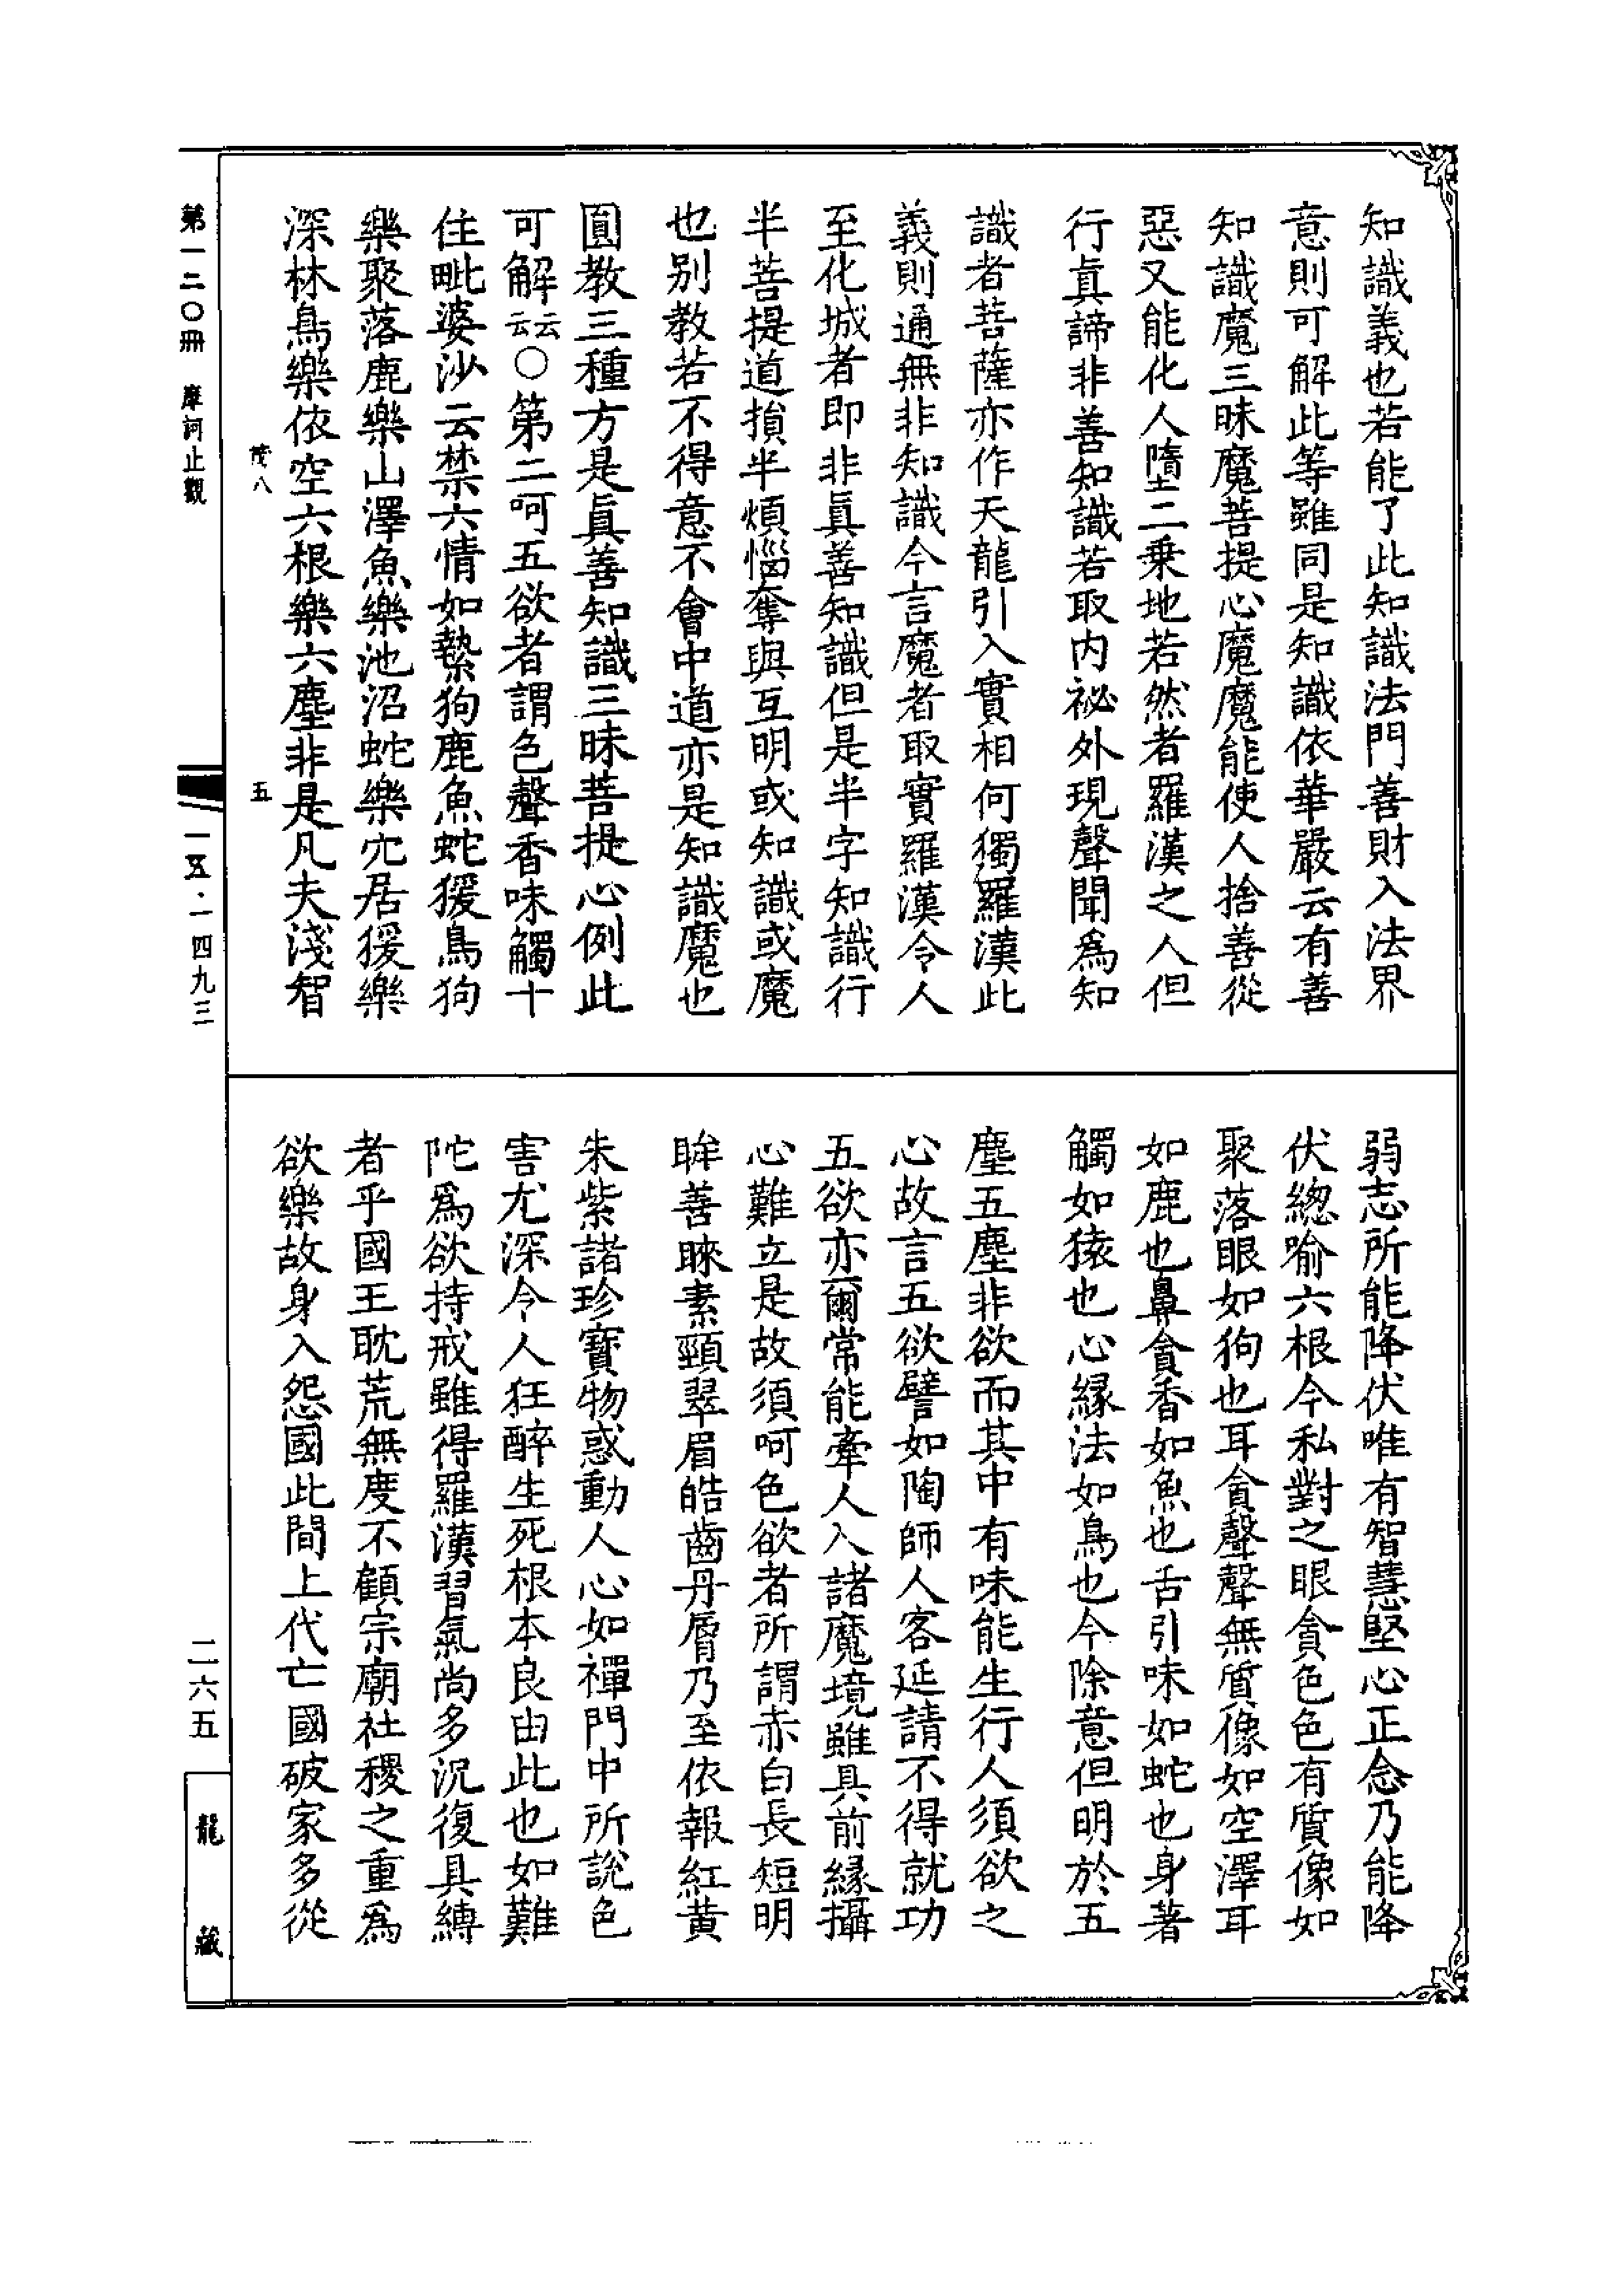 知識義也若能了此知識法門善財入法界
意則可解此等雖同是知識依華嚴云有善
知識魔三昧魔菩提心魔魔能使人捨善從
惡又能化人墮二乗地若然者羅漢之人但
行眞諦非善知識若取内祕外現聲聞爲知
識者菩薩亦作天龍引入實相何獨羅漢此
義則通無非知識今言魔者取實羅漢令人
至化城者即非眞善知識但是半字知識行
半菩提道損半煩惱奪與互明或知識或魔
也别教若不得意不會中道亦是知識魔也
圓教三種方是眞善知識三昧菩提心例此
可解云云〇第二呵五欲者謂色聲香味觸十
住毗婆沙云禁六情如縶狗鹿魚蛇猨鳥狗
樂聚落鹿樂山澤魚樂池沼蛇樂穴居猨樂
深林鳥樂依空六根樂六塵非是凡夫淺智
弱志所能降伏唯有智慧堅心正念乃能降
伏總喻六根今私對之眼貪色色有質像如
聚落眼如狗也耳貪聲聲無質像如空澤耳
如鹿也鼻貪香如魚也舌引味如蛇也身著
觸如猿也心縁法如鳥也今除意但明於五
塵五塵非欲而其中有味能生行人須欲之
心故言五欲譬如陶師人客延請不得就功
五欲亦爾常能牽人入諸魔境雖具前縁攝
心難立是故須呵色欲者所謂赤白長短明
眸善睞素頸翠眉皓齒丹脣乃至依報紅黄
朱紫諸珍寶物惑動人心如禪門中所說色
害尤深令人狂醉生死根本良由此也如難
陀爲欲持戒雖得羅漢習氣尚多況復具縛
者乎國王耽荒無度不顧宗廟社稷之重爲
欲樂故身入怨國此間上代亡國破家多從
茂八 五
第一二〇冊 摩訶止觀
一一五·一四九三
二六五
龍藏